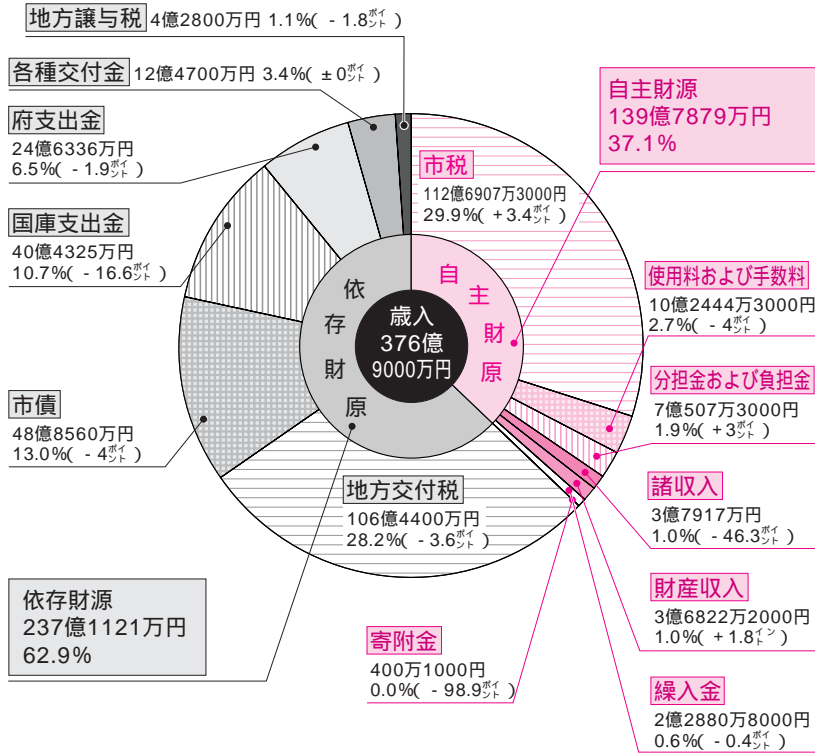 地方譲与税 4億2800万円 1.1%( - 1.8ポイント )
各種交付金 12億4700万円 3.4%( ±0ポイント )
府支出金
24億6336万円
6.5%( - 1.9ポイント )
国庫支出金
40億4325万円
10.7%( - 16.6ポイント )
市債
48億8560万円
13.0%( - 4ポイント )
地方交付税
106億4400万円
28.2%( - 3.6ポイント )
依存財源
237億1121万円
62.9%
依存財源
歳入
376億
9000万円
自主財源
自主財源
139億7879万円
37.1%
市税
112億6907万3000円
29.9%( +3.4ポイント )
使用料および手数料
10億2444万3000円
2.7%( - 4ポイント )
分担金および負担金
7億507万3000円
1.9%( +3ポイント )
諸収入
3億7917万円
1.0%( - 46.3ポイント )
財産収入
3億6822万2000円
1.0%( +1.8イント )
繰入金
2億2880万8000円
0.6%( - 0.4ポイント )
寄附金
400万1000円
0.0%( - 98.9ポイント )